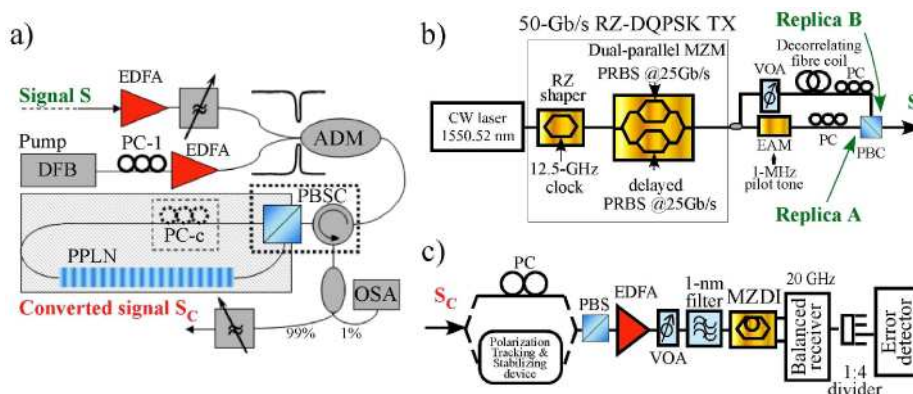 a)
EDFA
Signal S
≈
Pump
DFB
PC-1
EDFA
ADM
PBSC
PC-c
PPLN
Converted signal S_C
≈
99%
1%
OSA
b)
50-Gb/s RZ-DQPSK TX
Replica B
Dual-parallel MZM
PRBS @25Gb/s
Decorrelating
fibre coil
RZ
shaper
VOA
PC
S
CW laser
1550.52 nm
EAM
PC
PBC
12.5-GHz
clock
delayed
PRBS @25Gb/s
1-MHz
pilot tone
Replica A
c)
S_C
PC
PBS
EDFA
1-nm
filter
MZDI
20 GHz
Polarization
Tracking &
Stabilizing
device
VOA
Balanced
receiver
1:4
divider
Error
detector